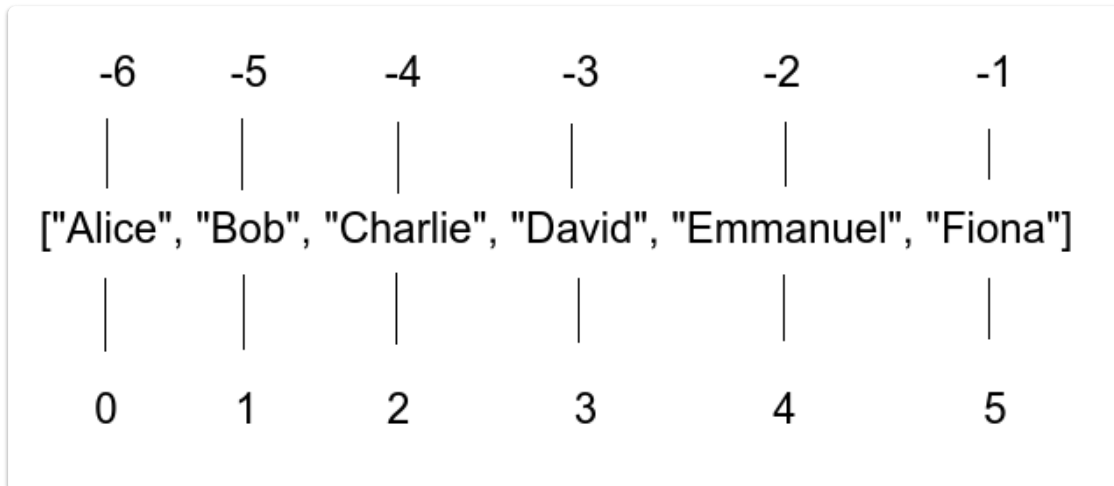 -6 -5 -4 -3 -2 -1
["Alice", "Bob", "Charlie", "David", "Emmanuel", "Fiona"]
0 1 2 3 4 5